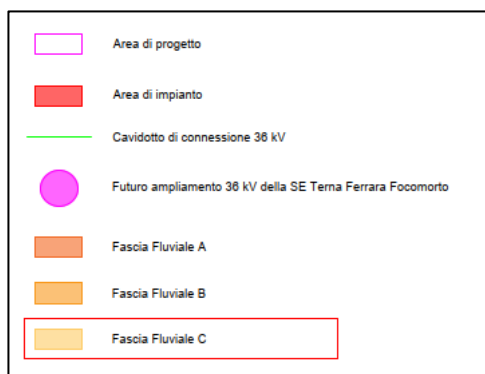 Area di progetto
Area di impianto
Cavidotto di connessione 36 kV
Futuro ampliamento 36 kV della SE Terna Ferrara Focomorto
Fascia Fluviale A
Fascia Fluviale B
Fascia Fluviale C